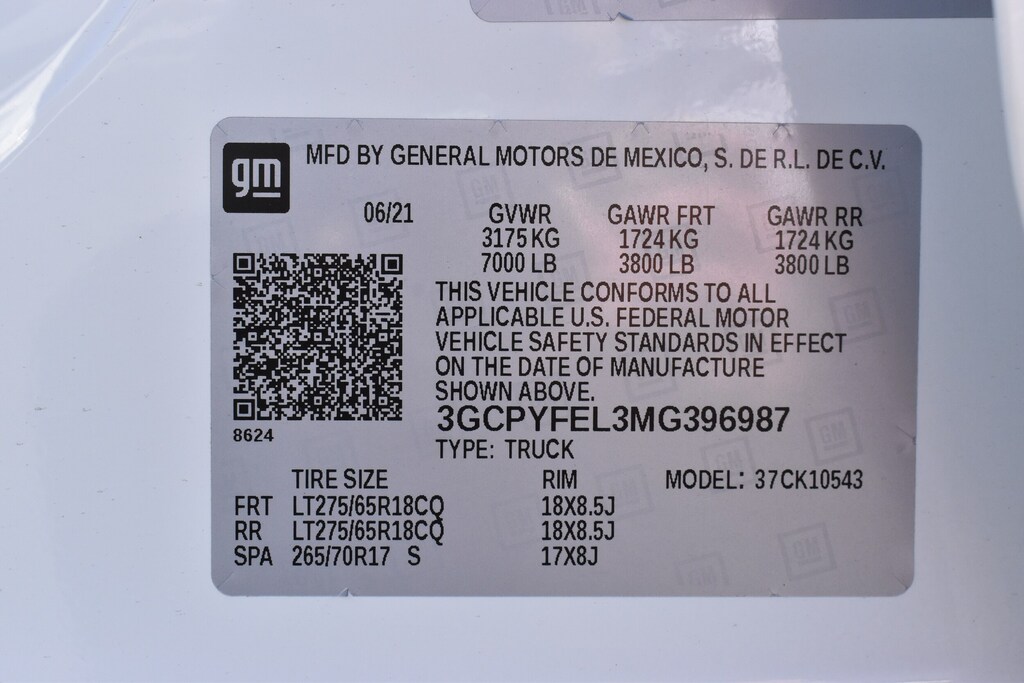 gm MFD BY GENERAL MOTORS DE MEXICO, S. DE R.L. DE C.V.
06/21 GVWR GAWR FRT GAWR RR
3175 KG 1724 KG 1724 KG
7000 LB 3800 LB 3800 LB
THIS VEHICLE CONFORMS TO ALL
APPLICABLE U.S. FEDERAL MOTOR
VEHICLE SAFETY STANDARDS IN EFFECT
ON THE DATE OF MANUFACTURE
SHOWN ABOVE.
3GCPYFEL3MG396987
8624
TYPE: TRUCK
TIRE SIZE RIM MODEL: 37CK10543
FRT LT275/65R18CQ 18X8.5J
RR LT275/65R18CQ 18X8.5J
SPA 265/70R17 S 17X8J